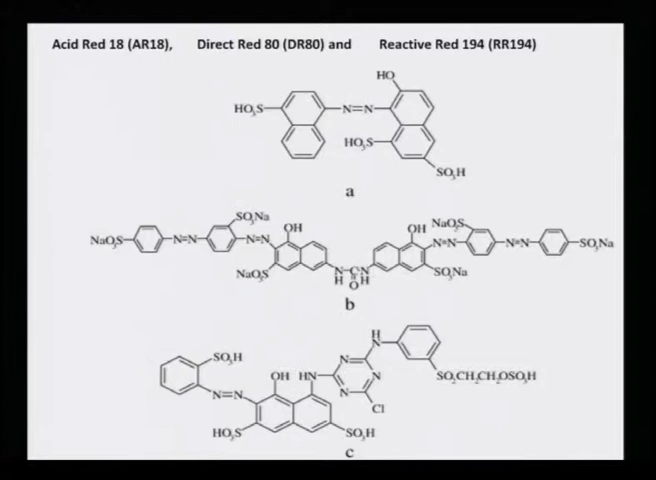 Acid Red 18 (AR18), Direct Red 80 (DR80) and Reactive Red 194 (RR194)
HO
HO₃S
N=N
HO₃S
SO₃H
a
SO₃Na
OH
OH
NaO₃S
NaO₃S
N=N
N=N
N=N
N=N
SO₃Na
NaO₃S
N H
C
N H
SO₃Na
O
b
H
N
SO₃H
OH
HN
N
N
N
SO₂CH₂CH₂OSO₃H
N=N
Cl
HO₃S
SO₃H
c